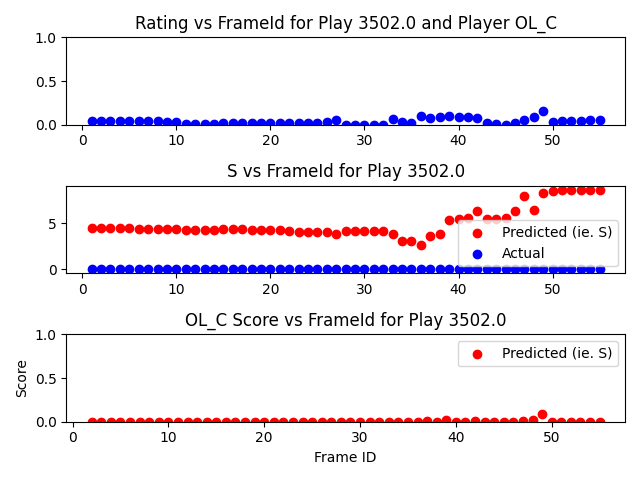 Rating vs FrameId for Play 3502.0 and Player OL_C
1.0
0.5
0.0
0 10 20 30 40 50
S vs FrameId for Play 3502.0
5
0
Predicted (ie. S)
Actual
0 10 20 30 40 50
OL_C Score vs FrameId for Play 3502.0
1.0
0.5
0.0
Score
Predicted (ie. S)
0 10 20 30 40 50
Frame ID